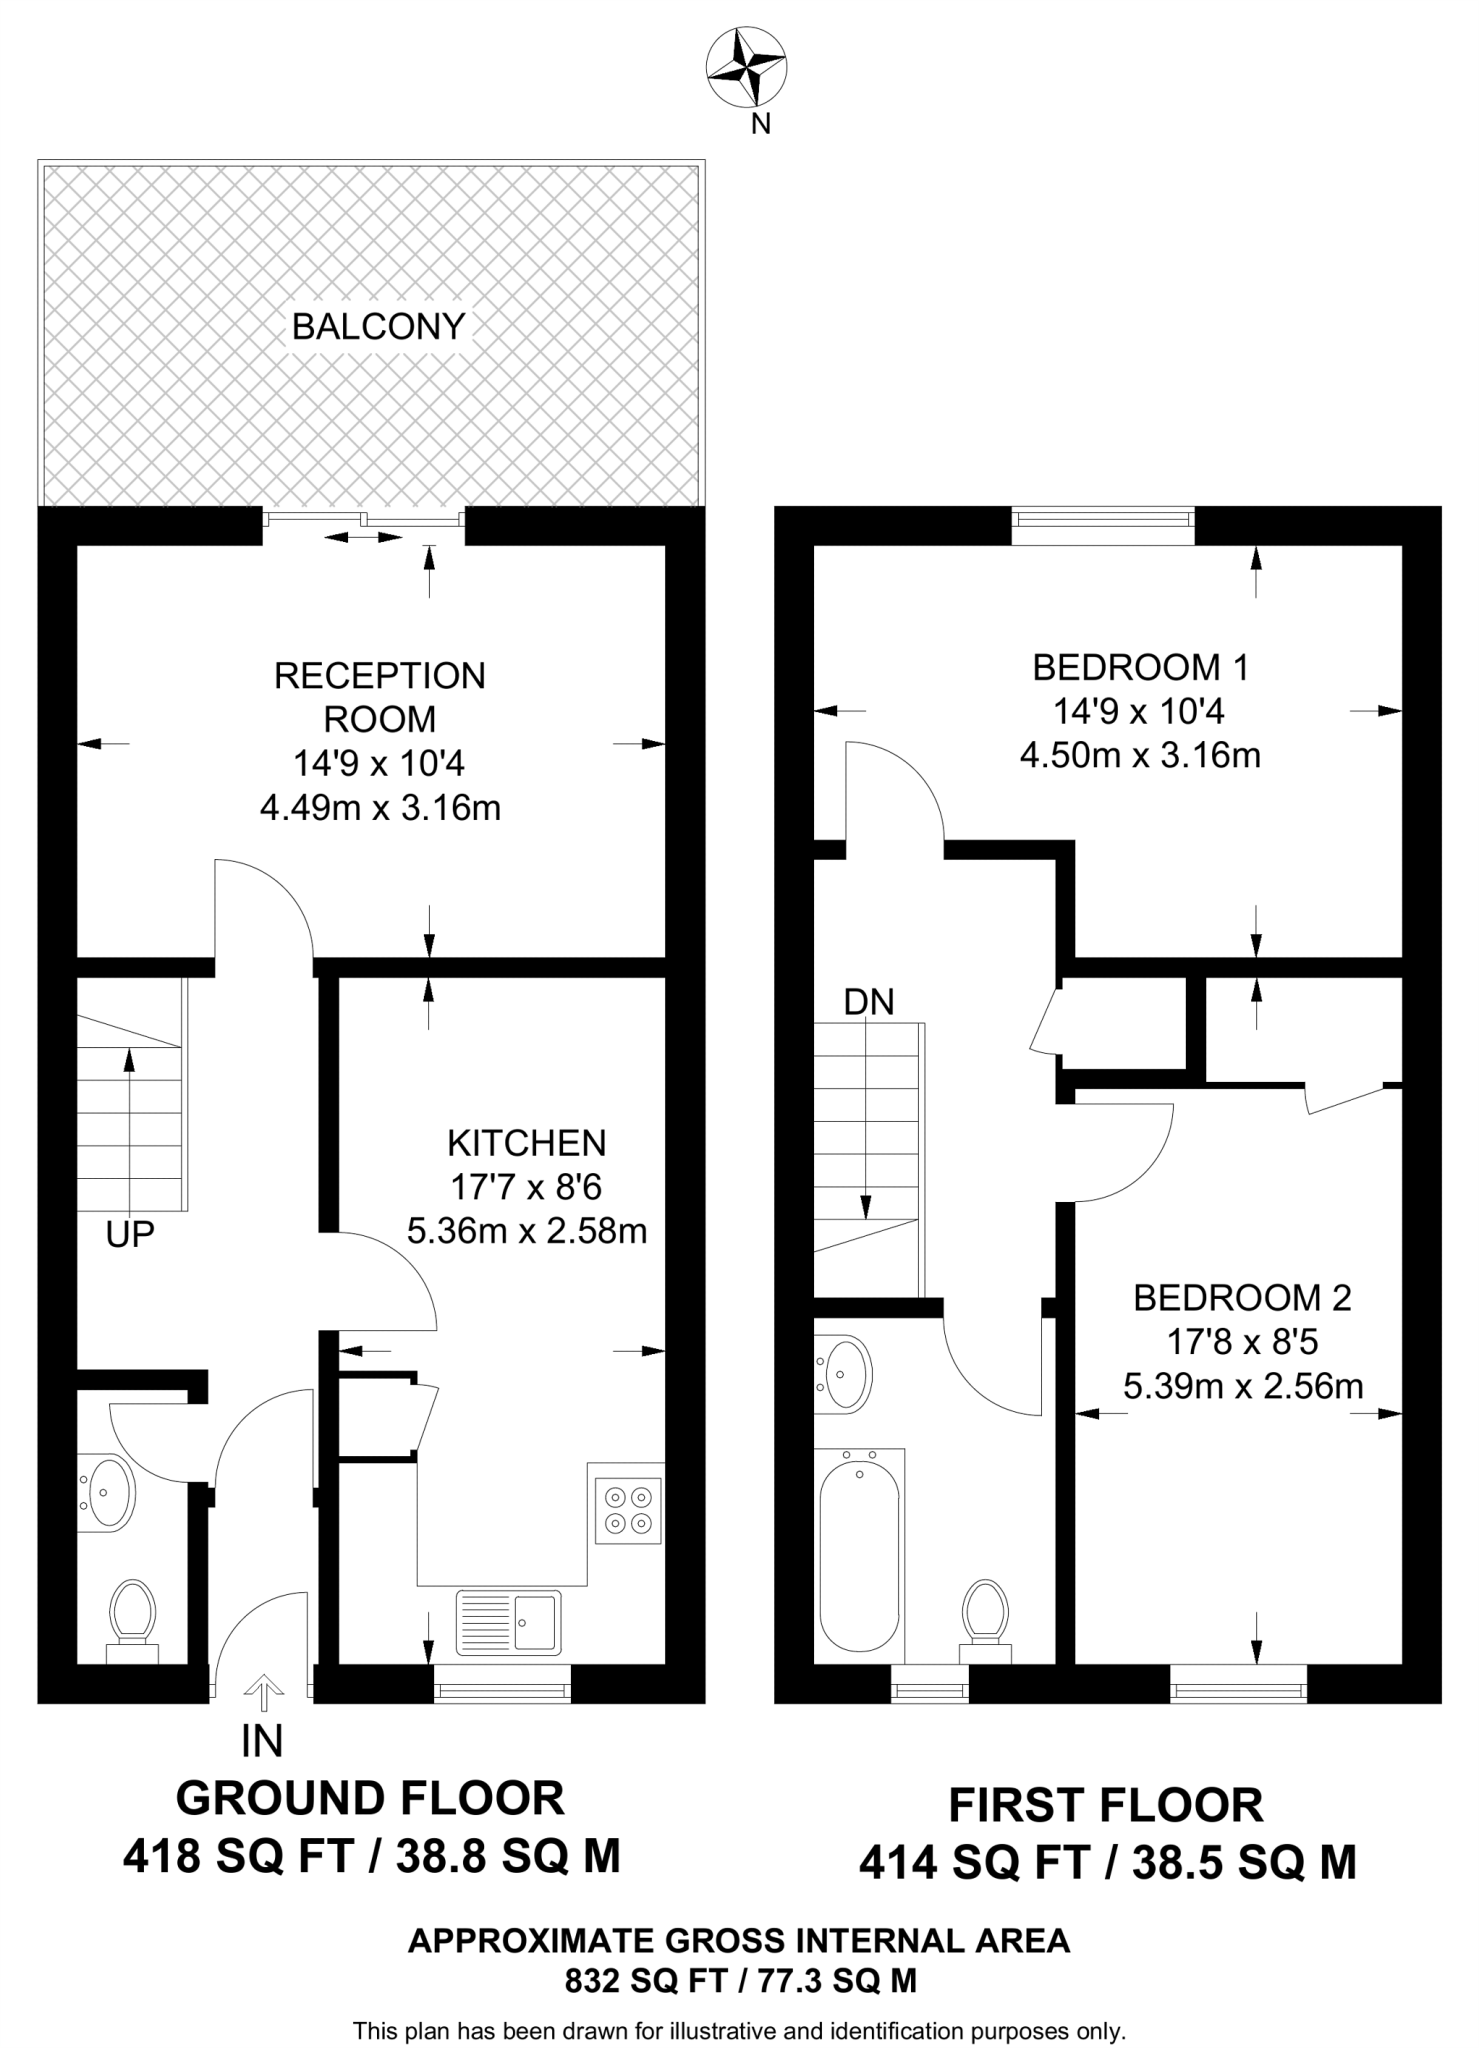 N
BALCONY
RECEPTION
ROOM
14'9 x 10'4
4.49m x 3.16m
UP
KITCHEN
17'7 x 8'6
5.36m x 2.58m
IN
GROUND FLOOR
418 SQ FT / 38.8 SQ M
BEDROOM 1
14'9 x 10'4
4.50m x 3.16m
DN
BEDROOM 2
17'8 x 8'5
5.39m x 2.56m
FIRST FLOOR
414 SQ FT / 38.5 SQ M
APPROXIMATE GROSS INTERNAL AREA
832 SQ FT / 77.3 SQ M
This plan has been drawn for illustrative and identification purposes only.